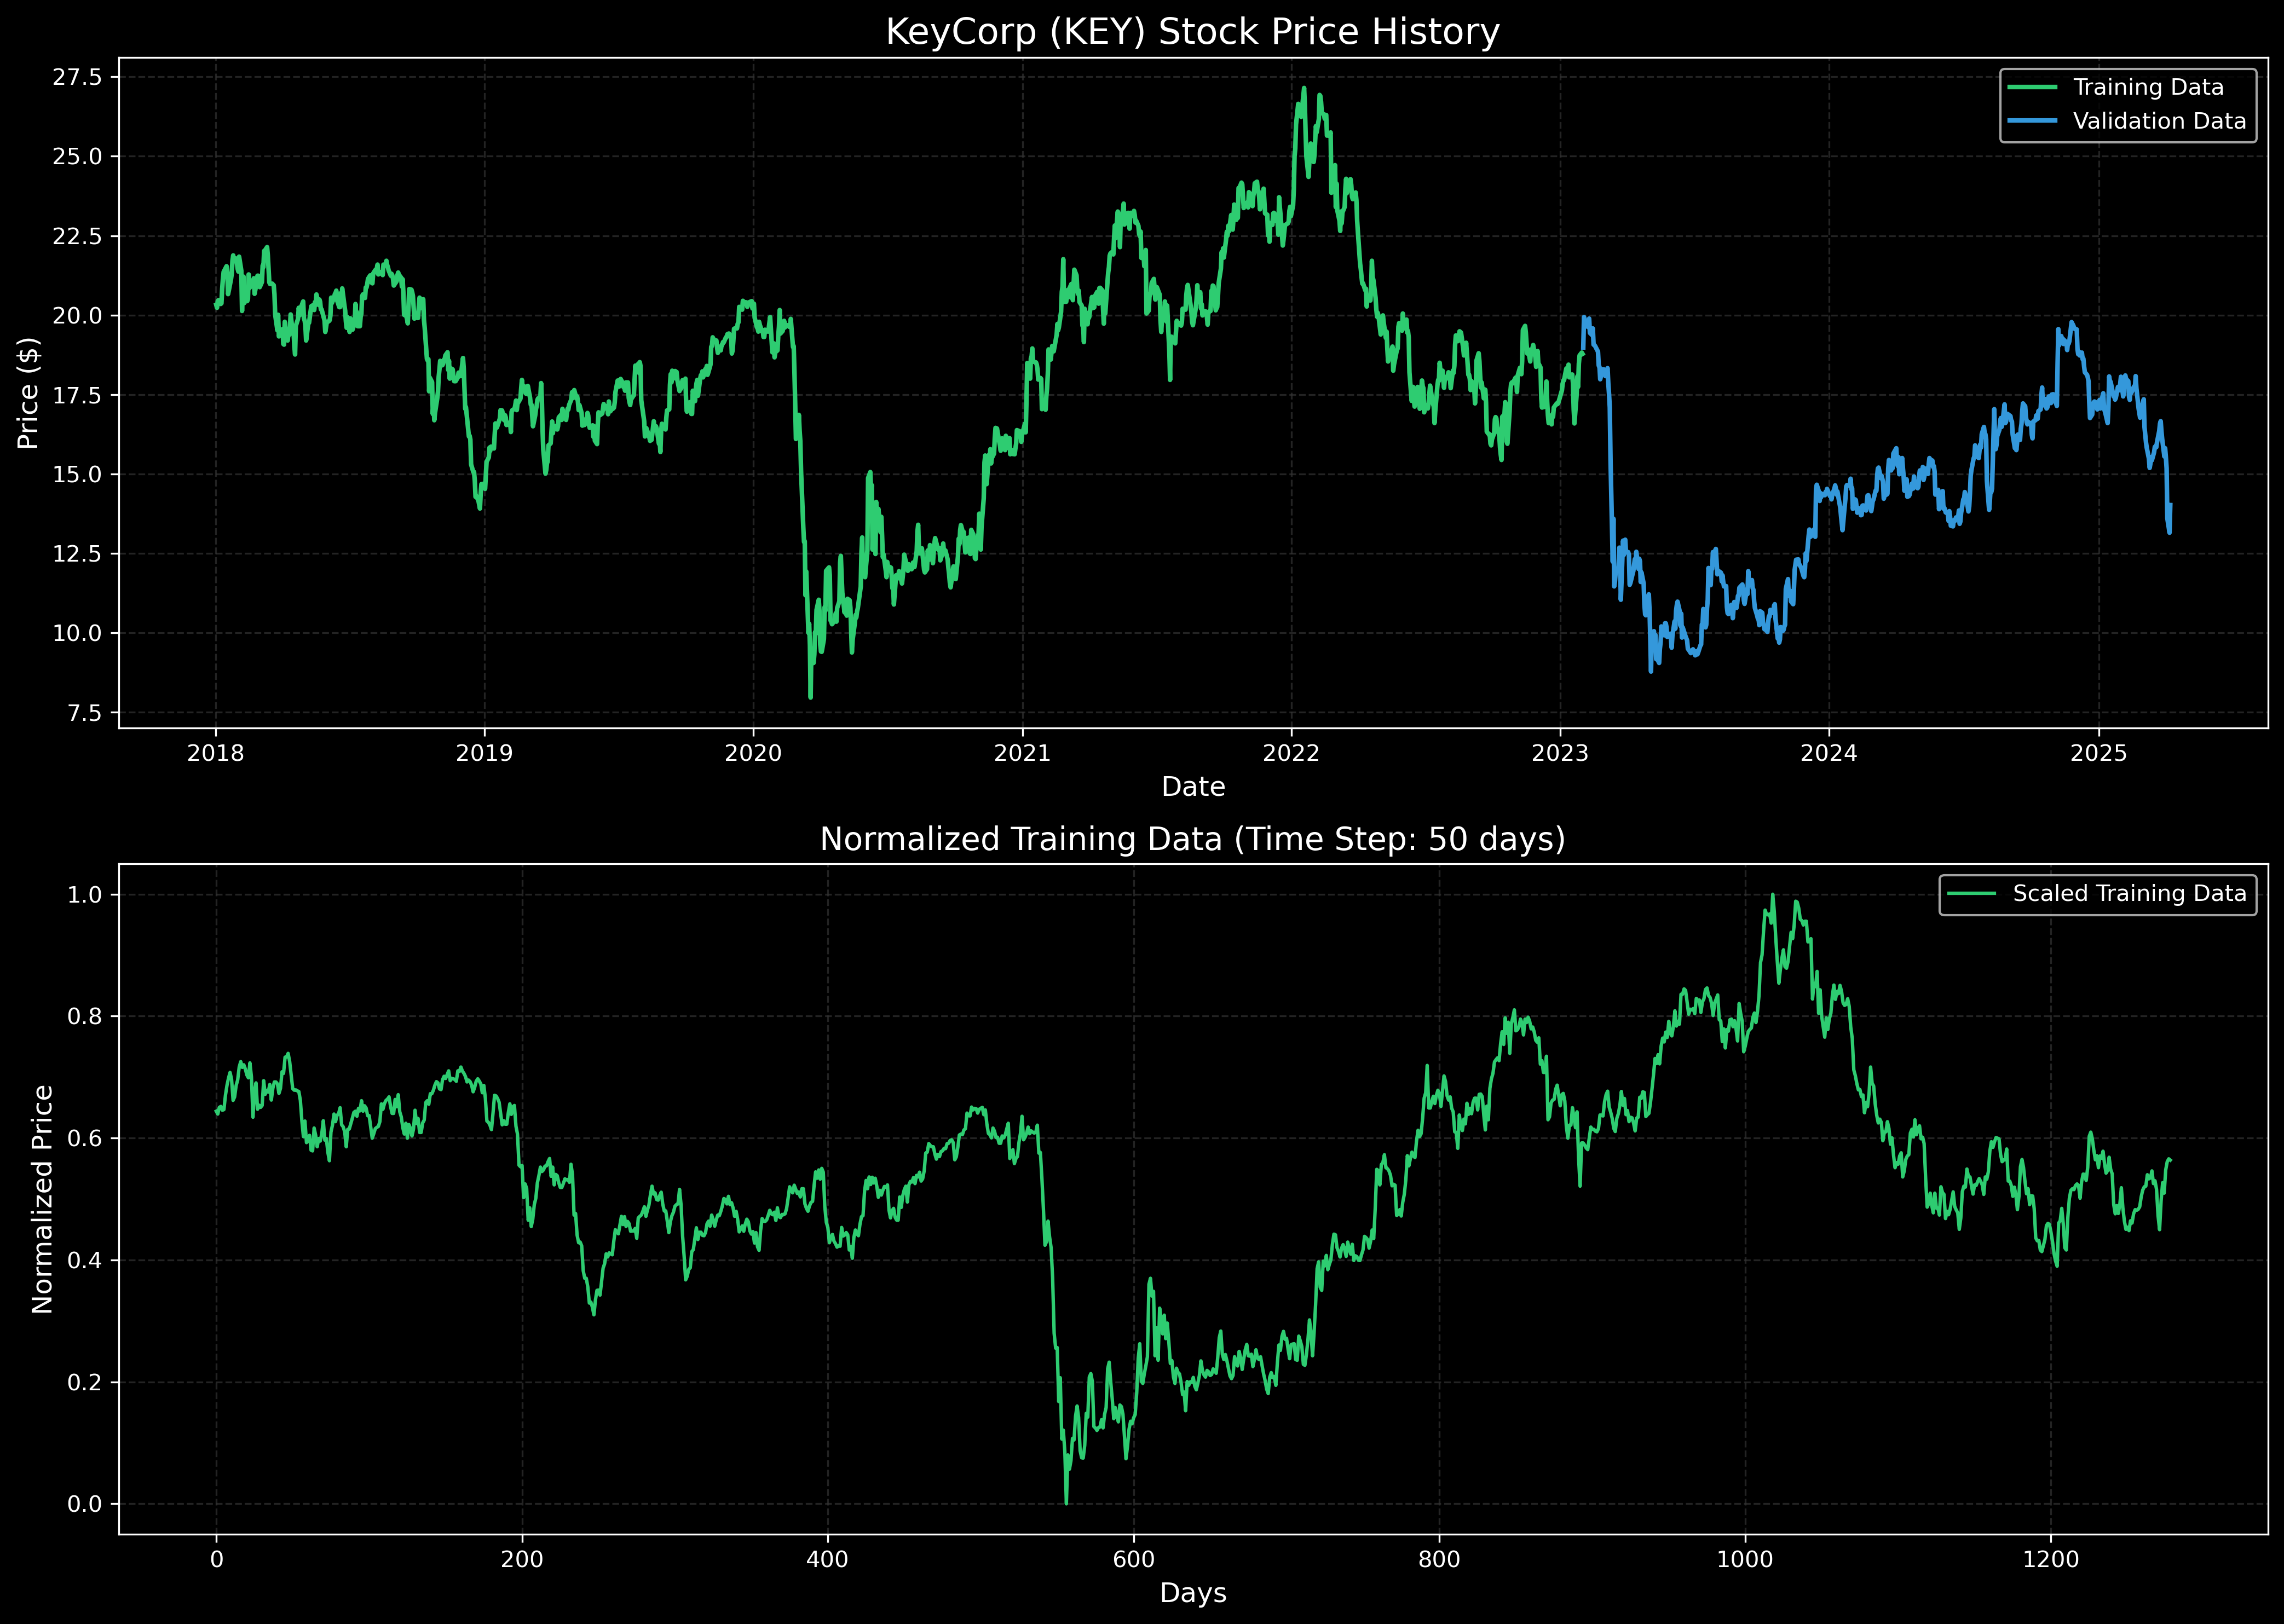 KeyCorp (KEY) Stock Price History
Price ($)
27.5
25.0
22.5
20.0
17.5
15.0
12.5
10.0
7.5
Training Data
Validation Data
2018 2019 2020 2021 2022 2023 2024 2025
Date
Normalized Training Data (Time Step: 50 days)
Normalized Price
1.0
0.8
0.6
0.4
0.2
0.0
Scaled Training Data
0 200 400 600 800 1000 1200
Days